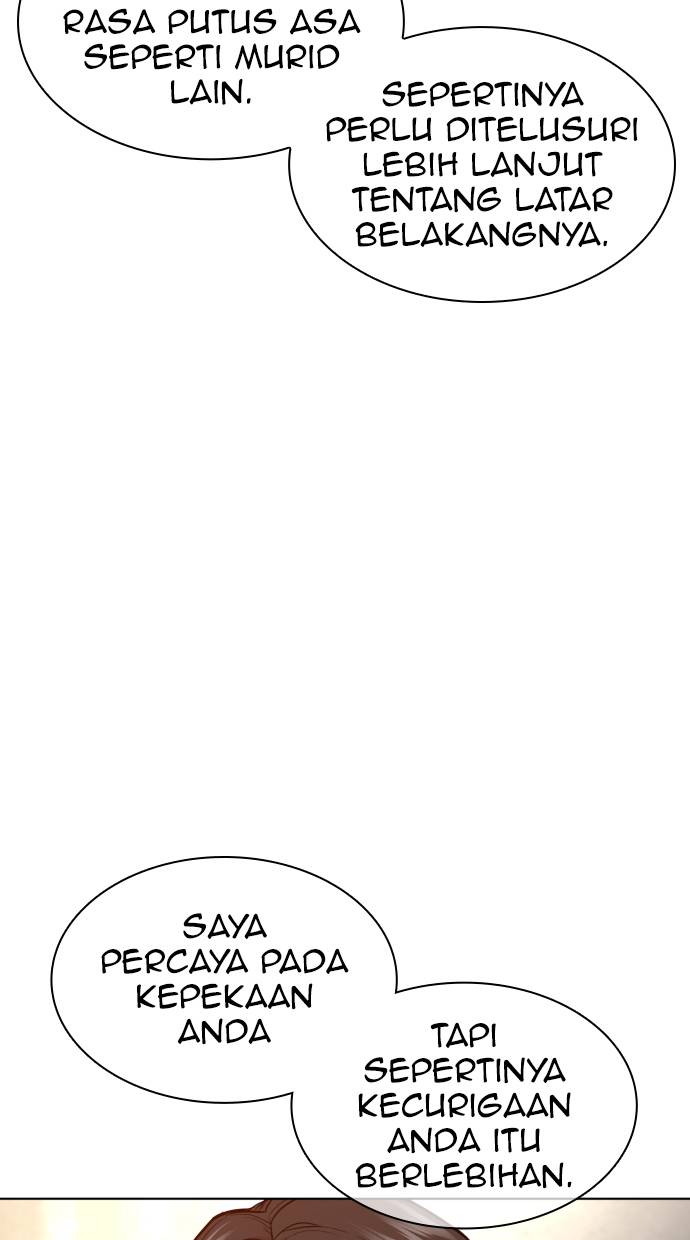 RASA PUTUS ASA
SEPERTI MURID
LAIN.
SEPERTINYA
PERLU DITELUSURI
LEBIH LANJUT
TENTANG LATAR
BELAKANGNYA.
SAYA
PERCAYA PADA
KEPEKAAN
ANDA
TAPI
SEPERTINYA
KECURIGAAN
ANDA ITU
BERLEBIHAN.